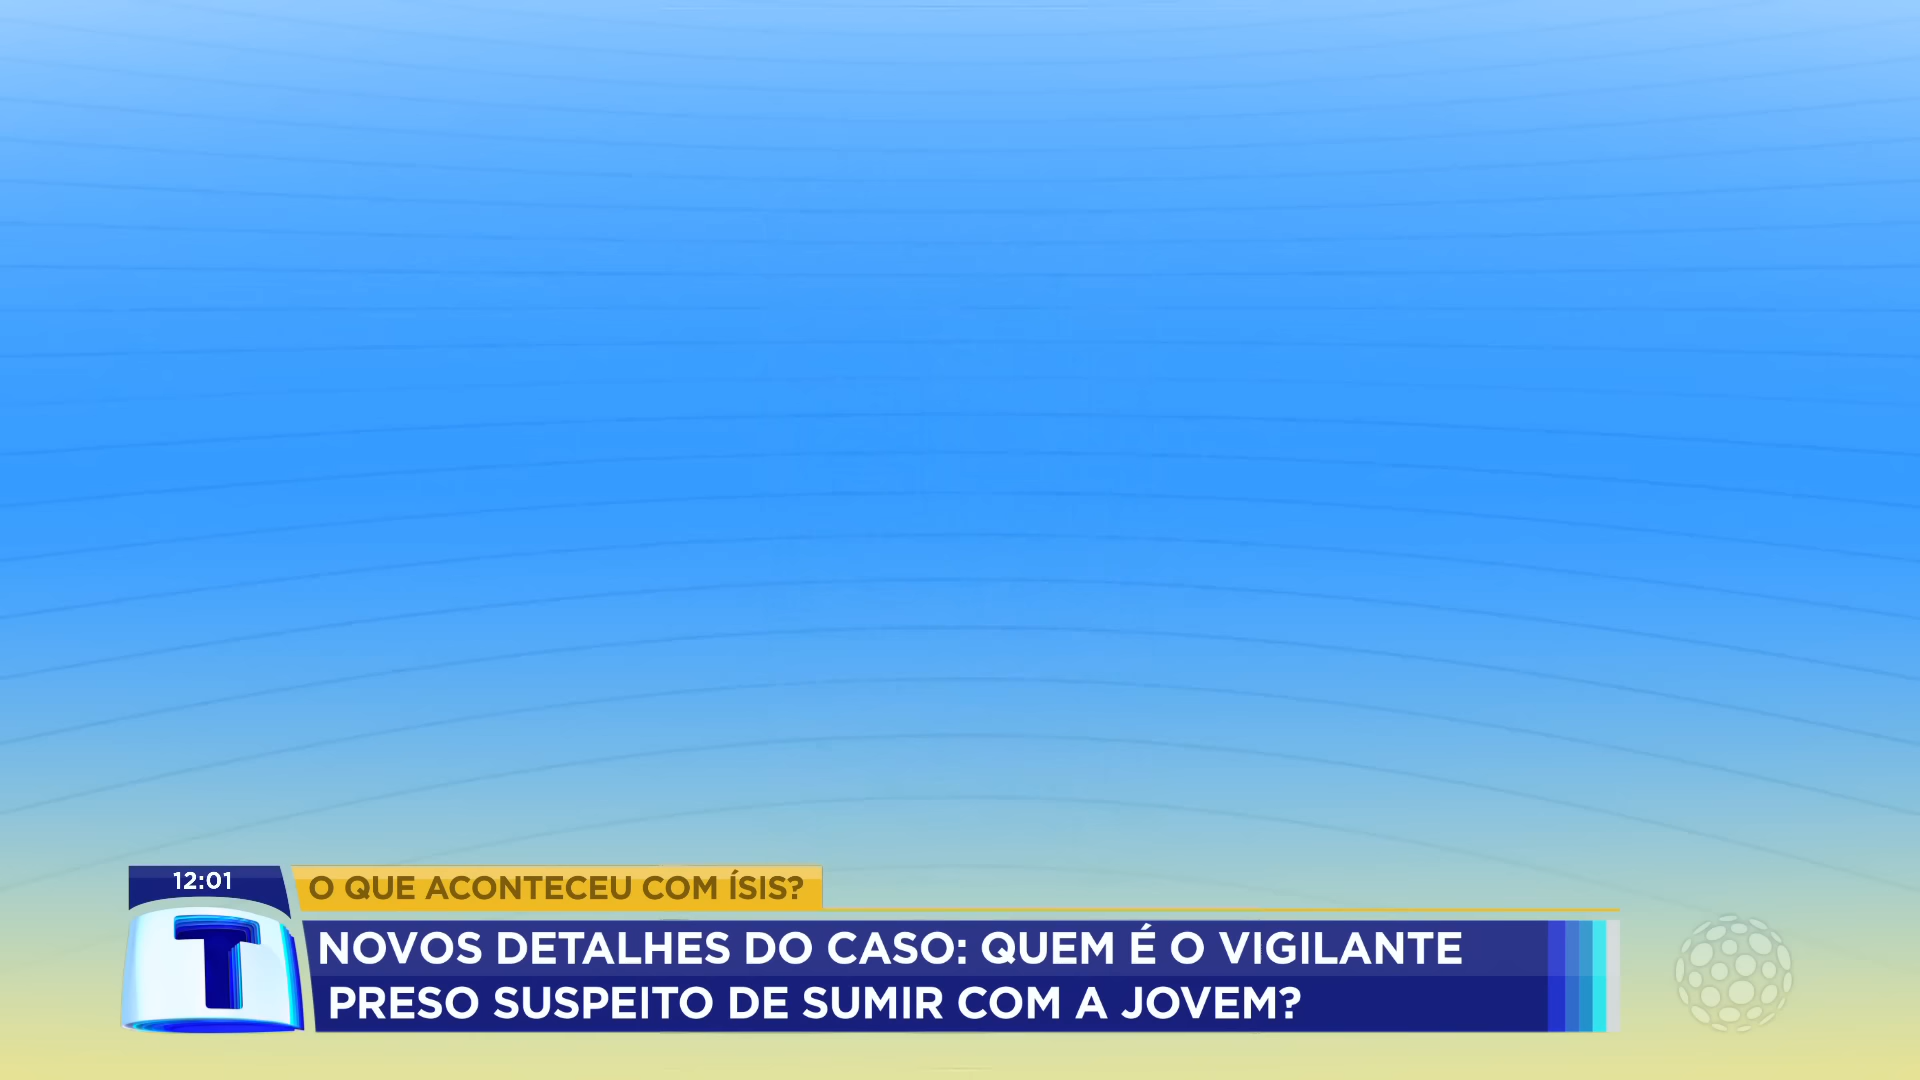 12:01
O QUE ACONTECEU COM ÍSIS?
T
NOVOS DETALHES DO CASO: QUEM É O VIGILANTE
PRESO SUSPEITO DE SUMIR COM A JOVEM?